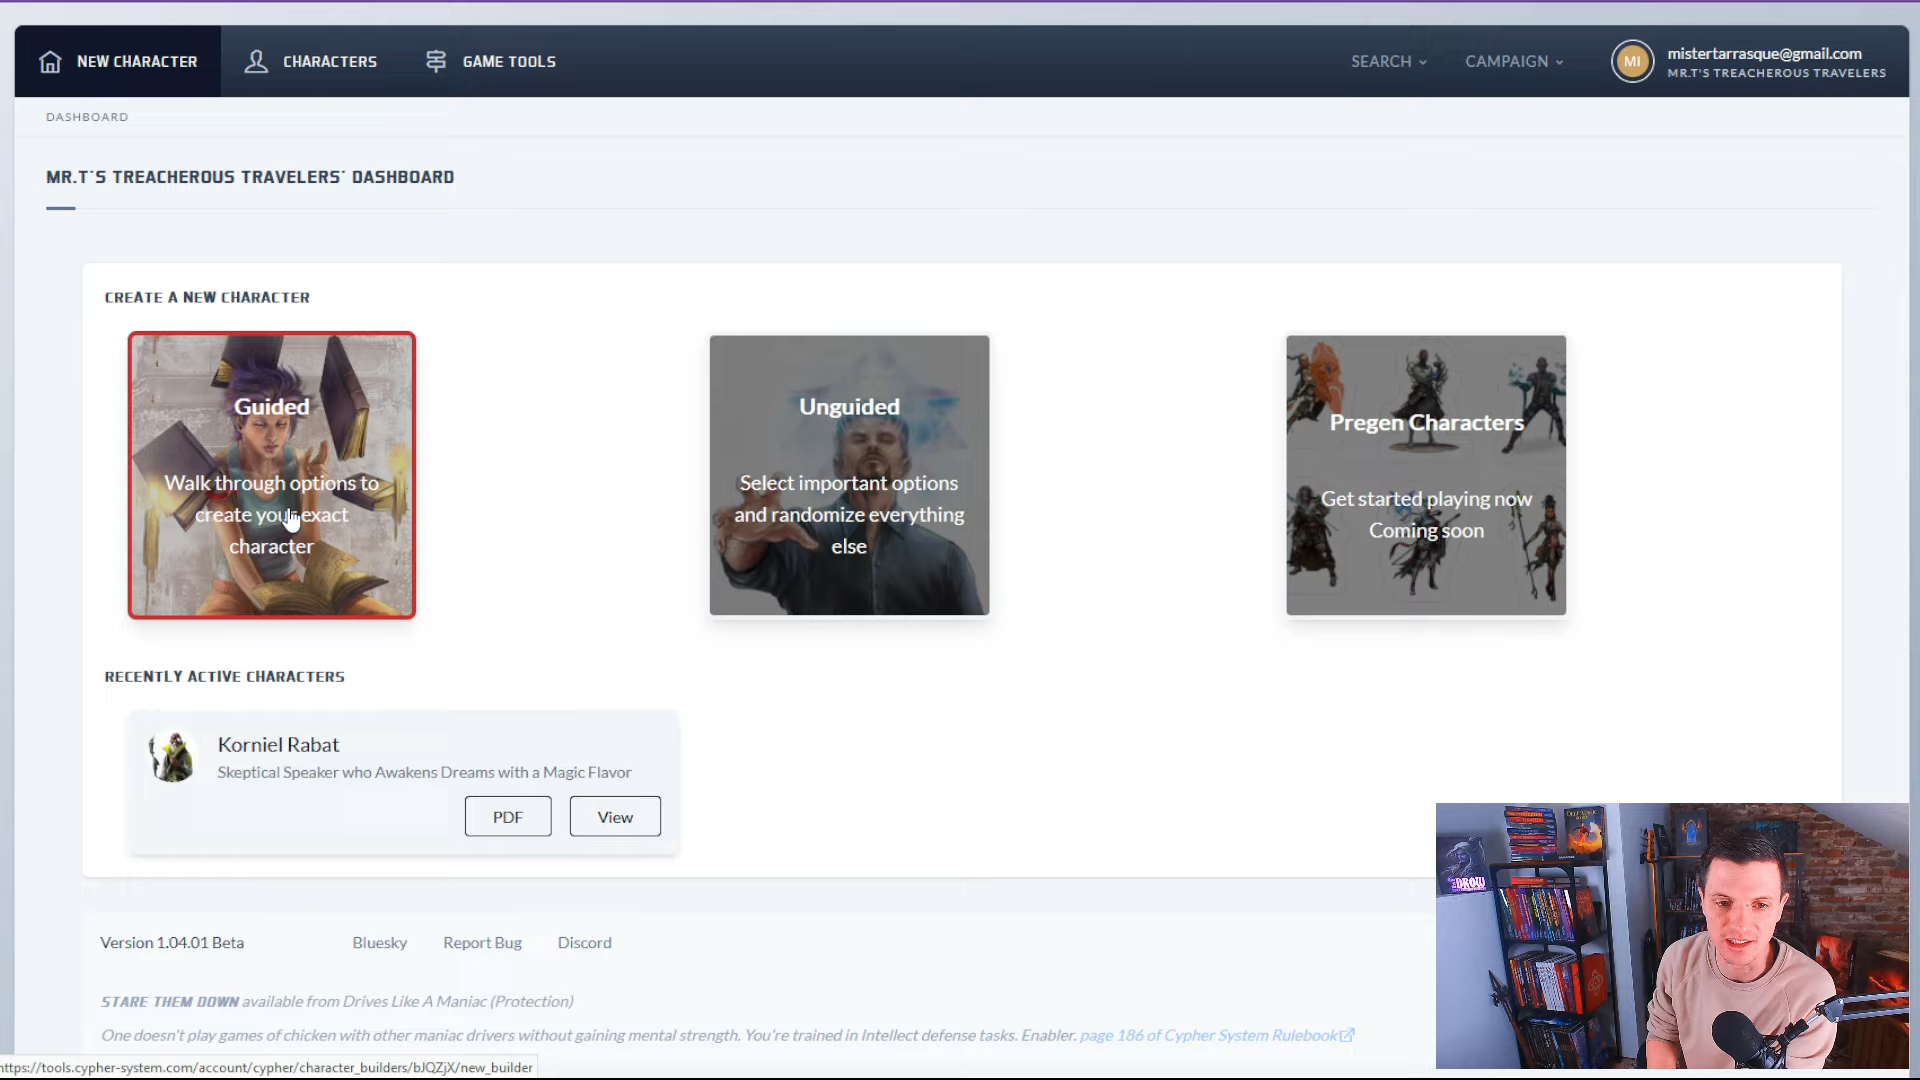 NEW CHARACTER
CHARACTERS
GAME TOOLS
SEARCH
CAMPAIGN
MI
mistertarrasque@gmail.com
MR.T'S TREACHEROUS TRAVELERS
DASHBOARD
MR.T'S TREACHEROUS TRAVELERS' DASHBOARD
CREATE A NEW CHARACTER
Guided
Walk through options to
create your exact
character
Unguided
Select important options
and randomize everything
else
Pregen Characters
Get started playing now
Coming soon
RECENTLY ACTIVE CHARACTERS
Korniel Rabat
Skeptical Speaker who Awakens Dreams with a Magic Flavor
PDF
View
Version 1.04.01 Beta
Bluesky
Report Bug
Discord
STARE THEM DOWN available from Drives Like A Maniac (Protection)
One doesn't play games of chicken with other maniac drivers without gaining mental strength. You're trained in Intellect defense tasks. Enabler. page 186 of Cypher System Rulebook
https://tools.cypher-system.com/account/cypher/character_builders/bJQZjX/new_builder
DROW